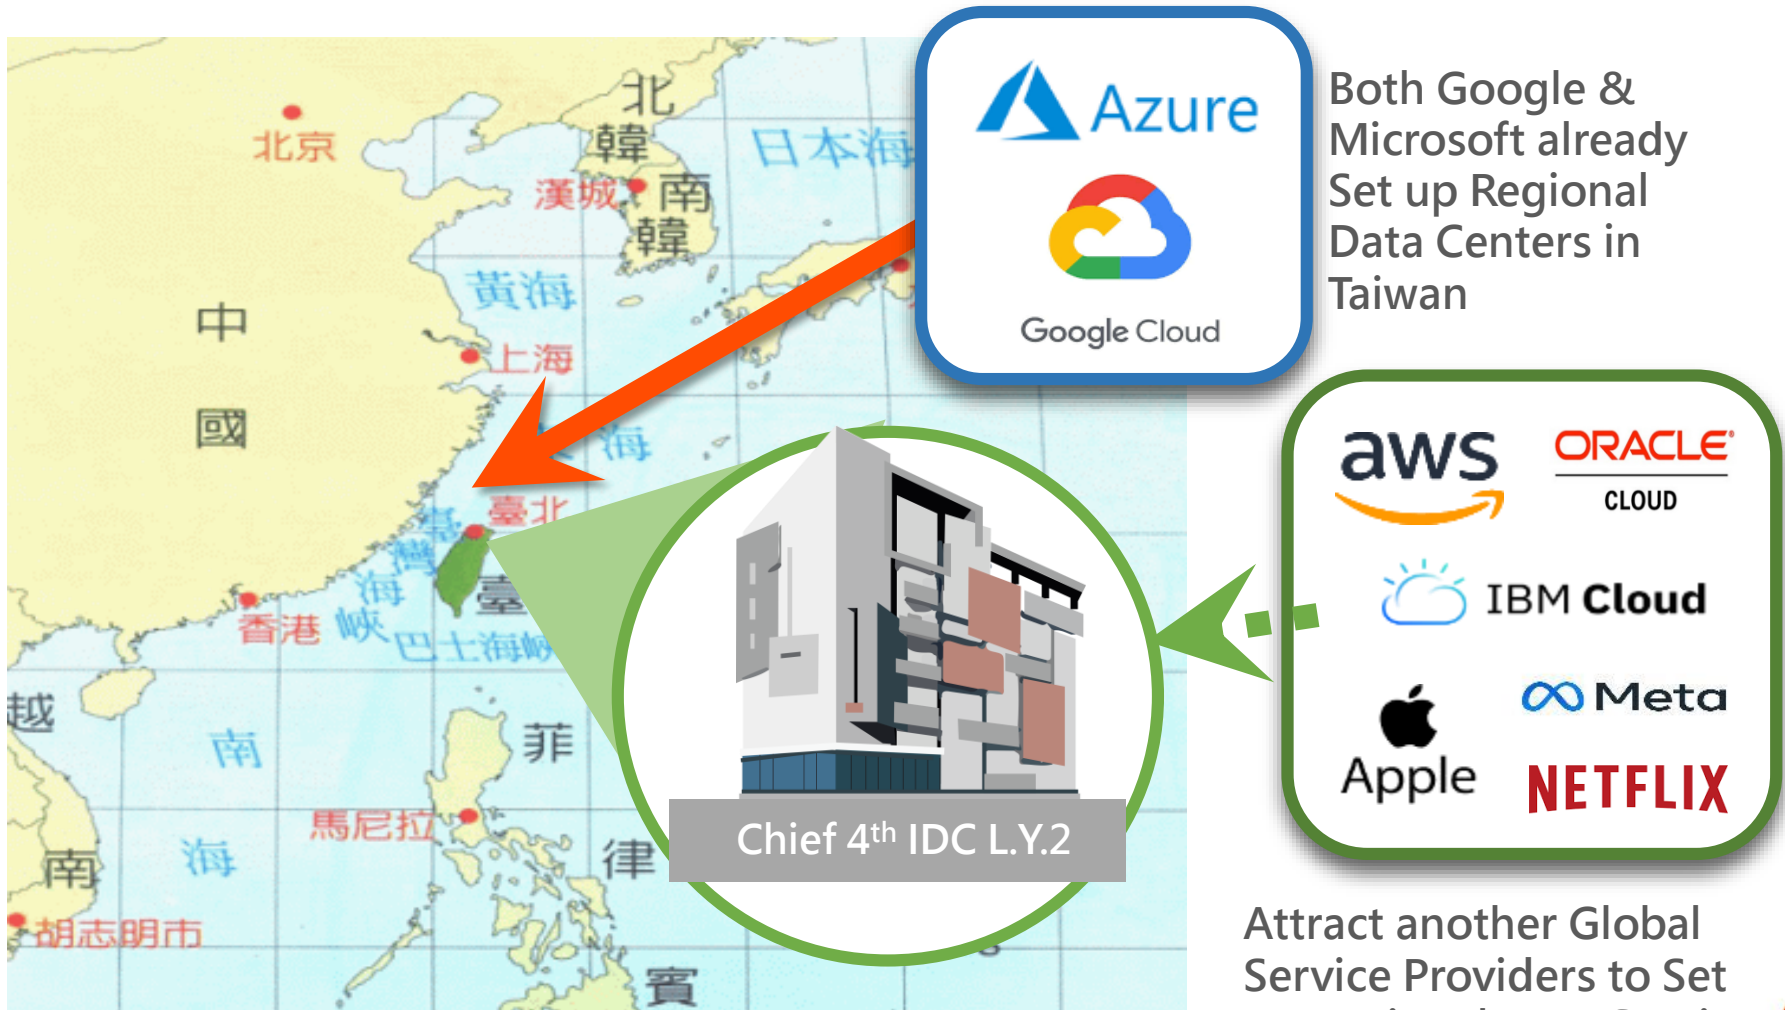 Azure
Google Cloud
Both Google &
Microsoft already
Set up Regional
Data Centers in
Taiwan
aws
ORACLE
CLOUD
IBM Cloud
Apple
Meta
NETFLIX
Attract another Global
Service Providers to Set
Chief 4th IDC L.Y.2
北京
北
韓
漢城
南
韓
日本海
黃海
中
國
上海
海
臺北
臺
灣
海
峽
臺
香港
巴士海峽
越
南
南
海
菲
律
賓
馬尼拉
胡志明市